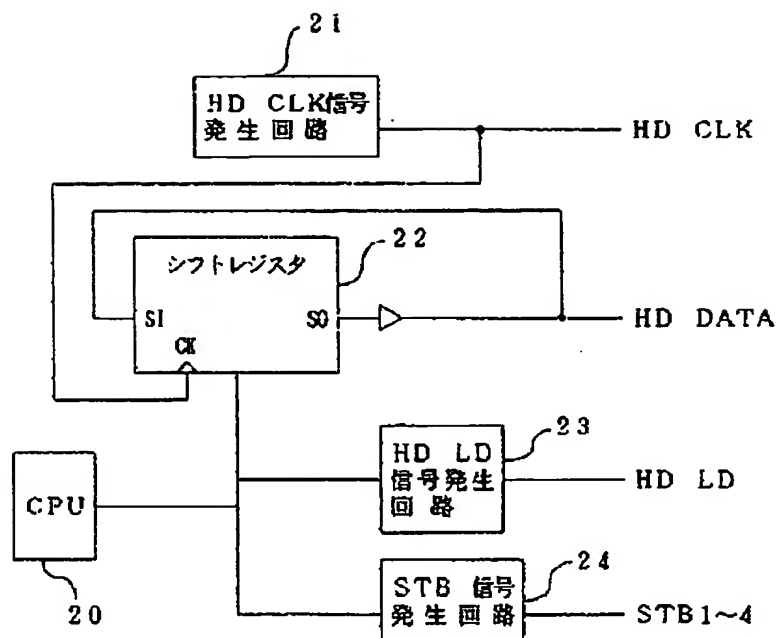 21
HD CLK信号
発生回路
HD CLK
22
シフトレジスタ
SI
SO
CK
HD DATA
23
HD LD
信号発生
回路
HD LD
CPU
20
24
STB 信号
発生回路
STB1~4